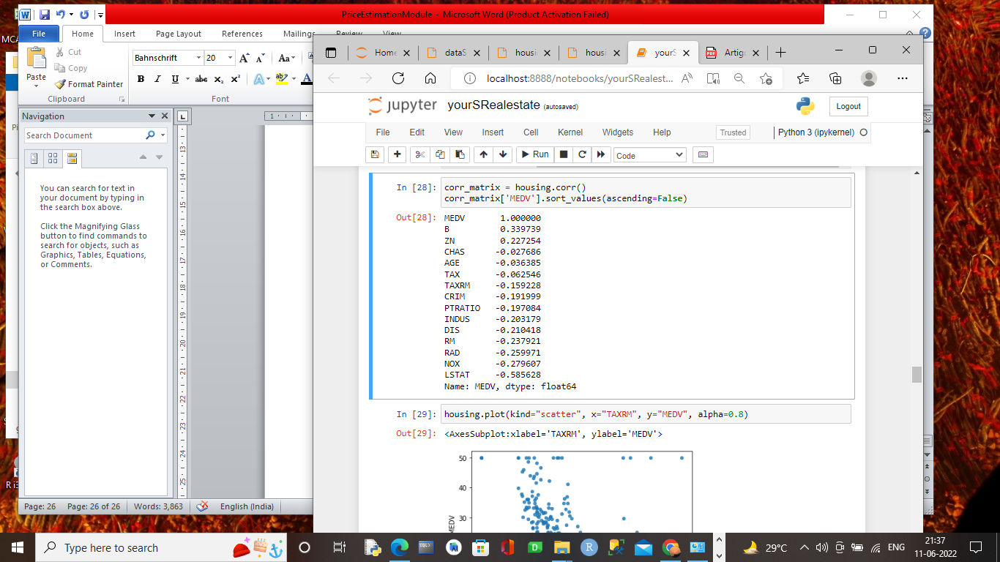 PriceEstimationModule - Microsoft Word (Product Activation Failed)
File Home Insert Page Layout References Mailings Review View
Paste
Cut
Copy
Format Painter
Clipboard
Bahnschrift 20
B I U abc x₂ x²
Font
Navigation
Search Document
You can search for text in
your document by typing in
the search box above.
Click the Magnifying Glass
button to find commands to
search for objects, such as
Graphics, Tables, Equations,
or Comments.
Page: 26 Page: 26 of 26 Words: 3,863 English (India)
Home dataS housi housi yourS Artig
localhost:8888/notebooks/yourSRealest...
jupyter yourSRealestate (autosaved)
Logout
File Edit View Insert Cell Kernel Widgets Help
Trusted
Python 3 (ipykernel)
Run
Code
In [28]: corr_matrix = housing.corr()
corr_matrix['MEDV'].sort_values(ascending=False)
Out[28]: MEDV 1.000000
B 0.339739
ZN 0.227254
CHAS -0.027686
AGE -0.036385
TAX -0.062546
TAXRM -0.159228
CRIM -0.191999
PTRATIO -0.197084
INDUS -0.203179
DIS -0.210418
RM -0.237921
RAD -0.259971
NOX -0.279607
LSTAT -0.585628
Name: MEDV, dtype: float64
In [29]: housing.plot(kind="scatter", x="TAXRM", y="MEDV", alpha=0.8)
Out[29]: <AxesSubplot:xlabel='TAXRM', ylabel='MEDV'>
50
40
30
MEDV
Type here to search
29°C
ENG
21:37
11-06-2022